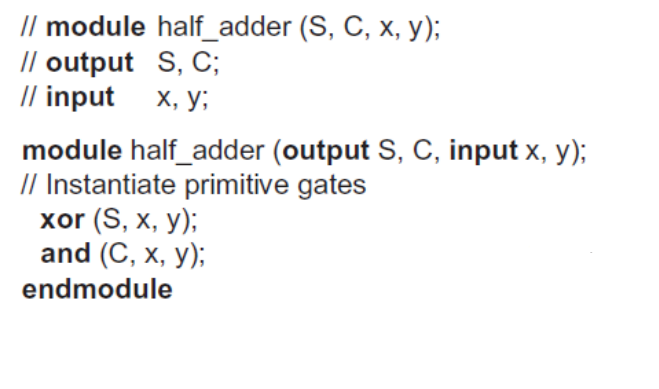 // module half_adder (S, C, x, y);
// output S, C;
// input x, y;
module half_adder (output S, C, input x, y);
// Instantiate primitive gates
xor (S, x, y);
and (C, x, y);
endmodule